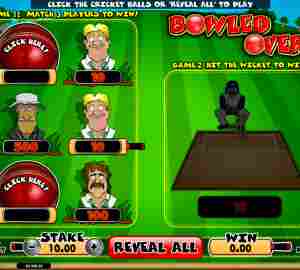 CLICK THE CRICKET BALLS OR 'REVEAL ALL' TO PLAY
GAME 1: MATCH 3 PLAYERS TO WIN!
BOWLED
OVER
GAME 2: HIT THE WICKET TO WIN
CLICK HERE!
10
500
10
CLICK HERE!
100
STAKE
10.00
REVEAL ALL
WIN
0.00